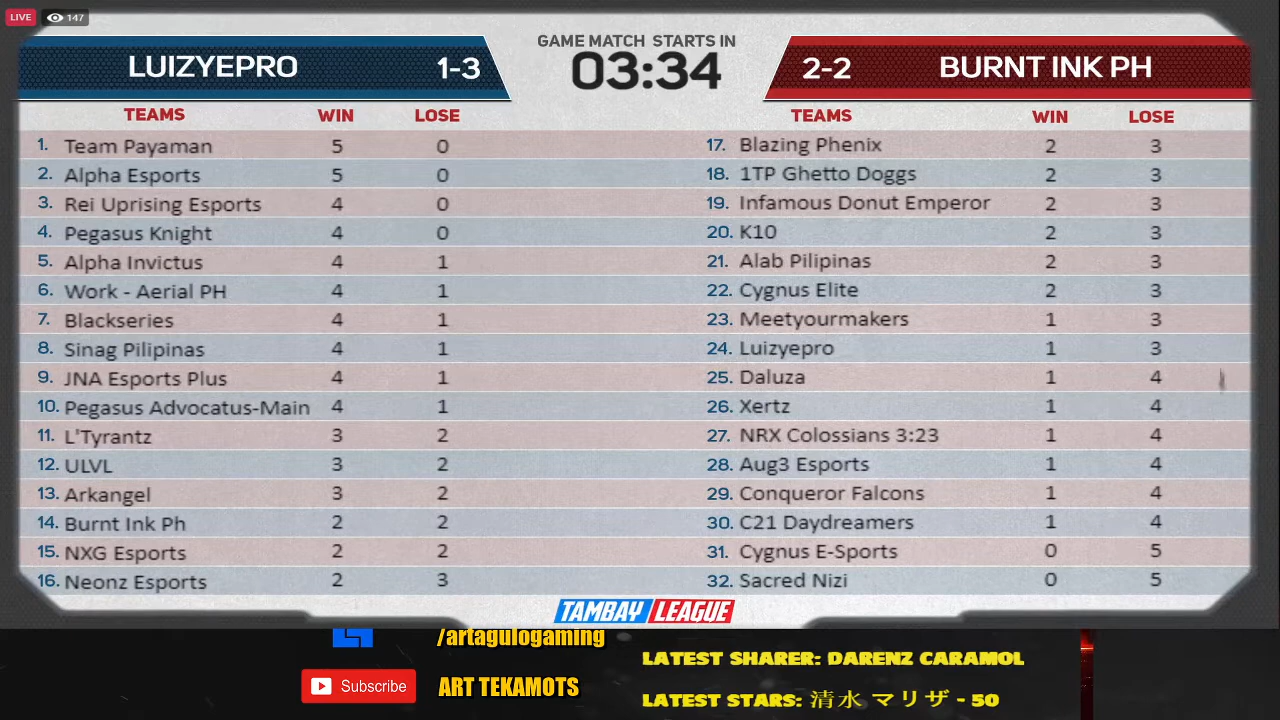 LIVE 147
GAME MATCH STARTS IN
LUIZYEPRO 1-3 03:34 2-2 BURNT INK PH
TEAMS WIN LOSE TEAMS WIN LOSE
1. Team Payaman 5 0 17. Blazing Phenix 2 3
2. Alpha Esports 5 0 18. 1TP Ghetto Doggs 2 3
3. Rei Uprising Esports 4 0 19. Infamous Donut Emperor 2 3
4. Pegasus Knight 4 0 20. K10 2 3
5. Alpha Invictus 4 1 21. Alab Pilipinas 2 3
6. Work - Aerial PH 4 1 22. Cygnus Elite 2 3
7. Blackseries 4 1 23. Meetyourmakers 1 3
8. Sinag Pilipinas 4 1 24. Luizyepro 1 3
9. JNA Esports Plus 4 1 25. Daluza 1 4
10. Pegasus Advocatus-Main 4 1 26. Xertz 1 4
11. L'Tyrantz 3 2 27. NRX Colossians 3:23 1 4
12. ULVL 3 2 28. Aug3 Esports 1 4
13. Arkangel 3 2 29. Conqueror Falcons 1 4
14. Burnt Ink Ph 2 2 30. C21 Daydreamers 1 4
15. NXG Esports 2 2 31. Cygnus E-Sports 0 5
16. Neonz Esports 2 3 32. Sacred Nizi 0 5
TAMBAY LEAGUE
/artagulogaming
LATEST SHARER: DARENZ CARAMOL
Subscribe ART TEKAMOTS
LATEST STARS: 清水 マリザ - 50